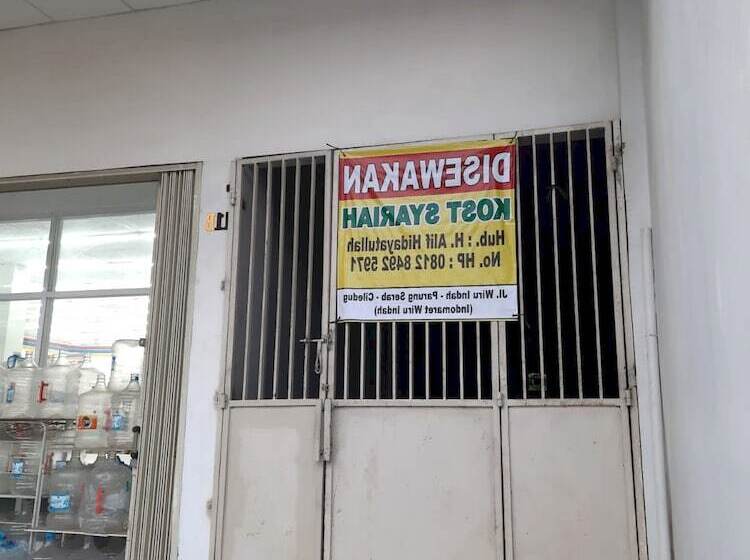 DISEWAKAN
KOST SYARIAH
Hub. : H. Alif Hidayatullah
No. HP : 0812 8492 5971
Jl. Wiru Indah - Parung Serab - Ciledug
(Indomaret Wiru Indah)